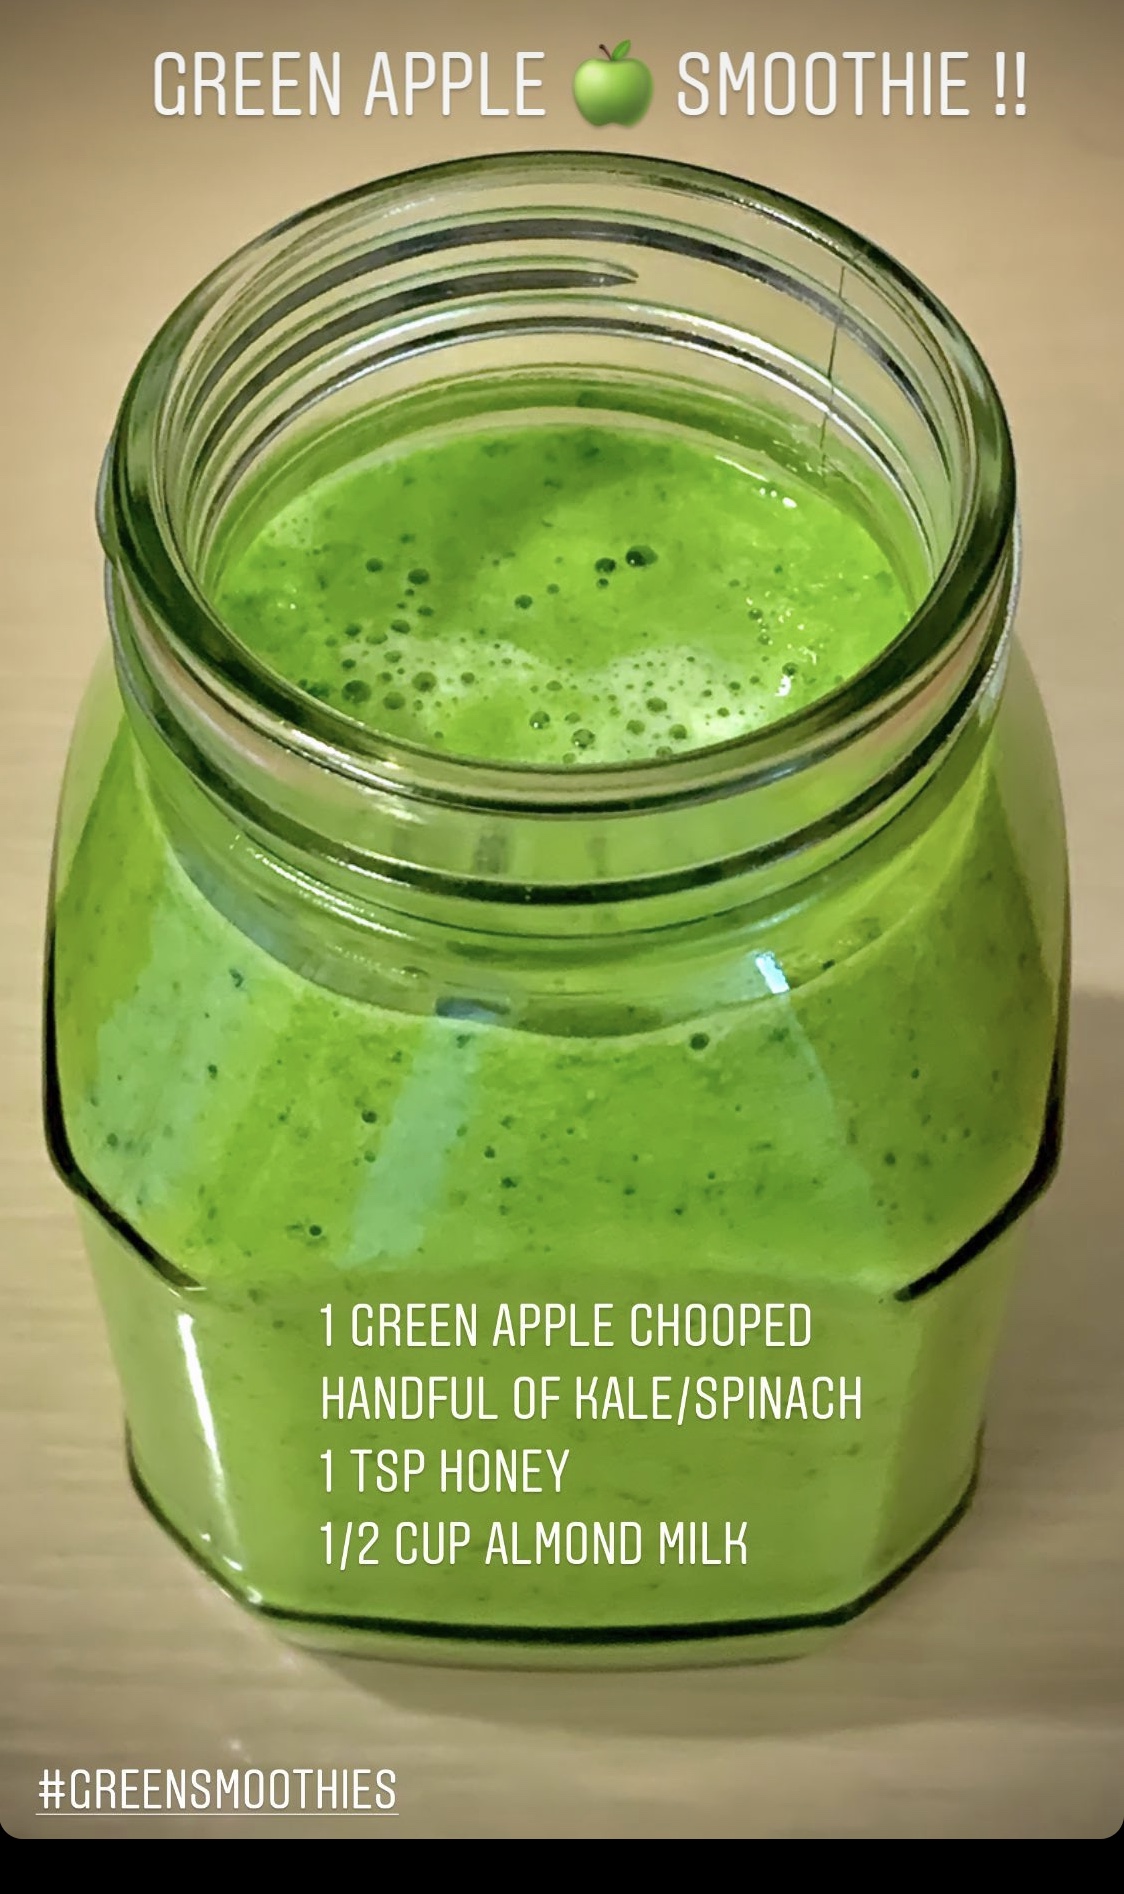 GREEN APPLE 🍏 SMOOTHIE !!
1 GREEN APPLE CHOOPED
HANDFUL OF KALE/SPINACH
1 TSP HONEY
1/2 CUP ALMOND MILK
#GREENSMOOTHIES